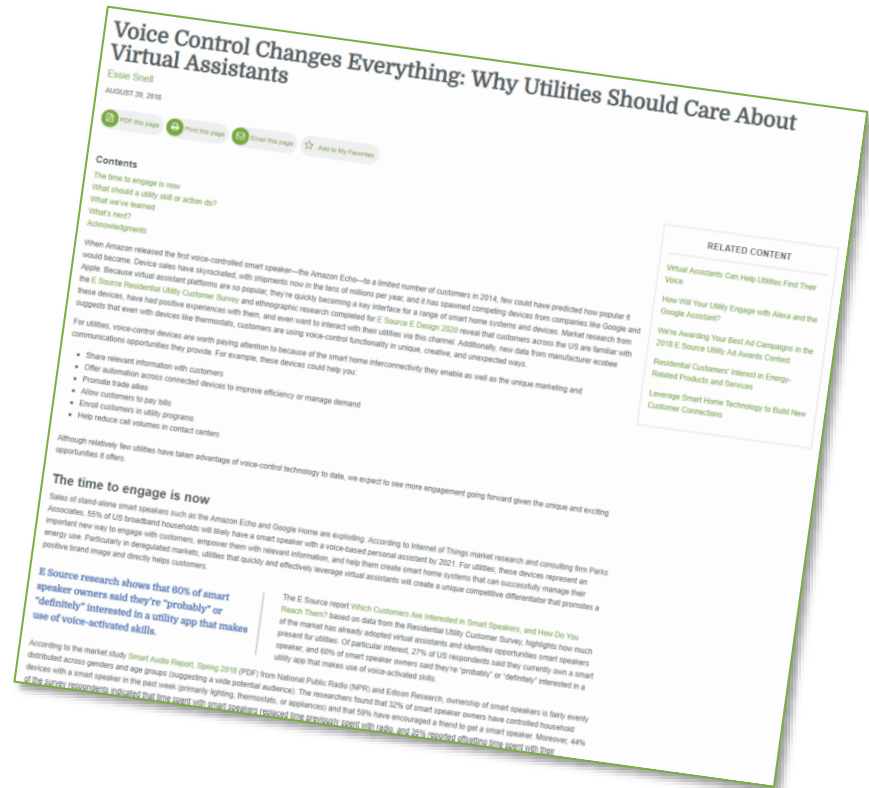 Voice Control Changes Everything: Why Utilities Should Care About
Virtual Assistants
Essie Snell
AUGUST 20, 2018
PDF this page
Print this page
Email this page
Add to My Favorites
Contents
The time to engage is now
What should a utility skill or action do?
What we've learned
What's next?
Acknowledgments
When Amazon released the first voice-controlled smart speaker—the Amazon Echo—to a limited number of customers in 2014, few could have predicted how popular it
would become. Device sales have skyrocketed, with shipments now in the tens of millions per year, and it has spawned competing devices from companies like Google and
Apple. Because virtual assistant platforms are so popular, they're quickly becoming a key interface for a range of smart home systems and devices. Market research from
the E Source Residential Utility Customer Survey and ethnographic research completed for E Source E Design 2020 reveal that customers across the US are familiar with
these devices, have had positive experiences with them, and even want to interact with their utilities via this channel. Additionally, new data from manufacturer ecobee
suggests that even with devices like thermostats, customers are using voice-control functionality in unique, creative, and unexpected ways.
For utilities, voice-control devices are worth paying attention to because of the smart home interconnectivity they enable as well as the unique marketing and
communications opportunities they provide. For example, these devices could help you:
• Share relevant information with customers
• Offer automation across connected devices to improve efficiency or manage demand
• Promote trade allies
• Allow customers to pay bills
• Enroll customers in utility programs
• Help reduce call volumes in contact centers
Although relatively few utilities have taken advantage of voice-control technology to date, we expect to see more engagement going forward given the unique and exciting
opportunities it offers.
The time to engage is now
Sales of stand-alone smart speakers such as the Amazon Echo and Google Home are exploding. According to Internet of Things market research and consulting firm Parks
Associates, 55% of US broadband households will likely have a smart speaker with a voice-based personal assistant by 2021. For utilities, these devices represent an
important new way to engage with customers, empower them with relevant information, and help them create smart home systems that can successfully manage their
energy use. Particularly in deregulated markets, utilities that quickly and effectively leverage virtual assistants will create a unique competitive differentiator that promotes a
positive brand image and directly helps customers.
E Source research shows that 60% of smart
speaker owners said they're "probably" or
"definitely" interested in a utility app that makes
use of voice-activated skills.
The E Source report Which Customers Are Interested in Smart Speakers, and How Do You
Reach Them? based on data from the Residential Utility Customer Survey, highlights how much
of the market has already adopted virtual assistants and identifies opportunities smart speakers
present for utilities. Of particular interest, 27% of US respondents said they currently own a smart
speaker, and 60% of smart speaker owners said they're "probably" or "definitely" interested in a
utility app that makes use of voice-activated skills.
According to the market study Smart Audio Report, Spring 2018 (PDF) from National Public Radio (NPR) and Edison Research, ownership of smart speakers is fairly evenly
distributed across genders and age groups (suggesting a wide potential audience). The researchers found that 32% of smart speaker owners have controlled household
devices with a smart speaker in the past week (primarily lighting, thermostats, or appliances) and that 59% have encouraged a friend to get a smart speaker. Moreover, 44%
of the survey respondents indicated that time spent with smart speakers replaced time previously spent with radio, and 35% reported offsetting time spent with their
RELATED CONTENT
Virtual Assistants Can Help Utilities Find Their
Voice
How Will Your Utility Engage with Alexa and the
Google Assistant?
We're Awarding Your Best Ad Campaigns in the
2018 E Source Utility Ad Awards Contest
Residential Customers' Interest in Energy-
Related Products and Services
Leverage Smart Home Technology to Build New
Customer Connections